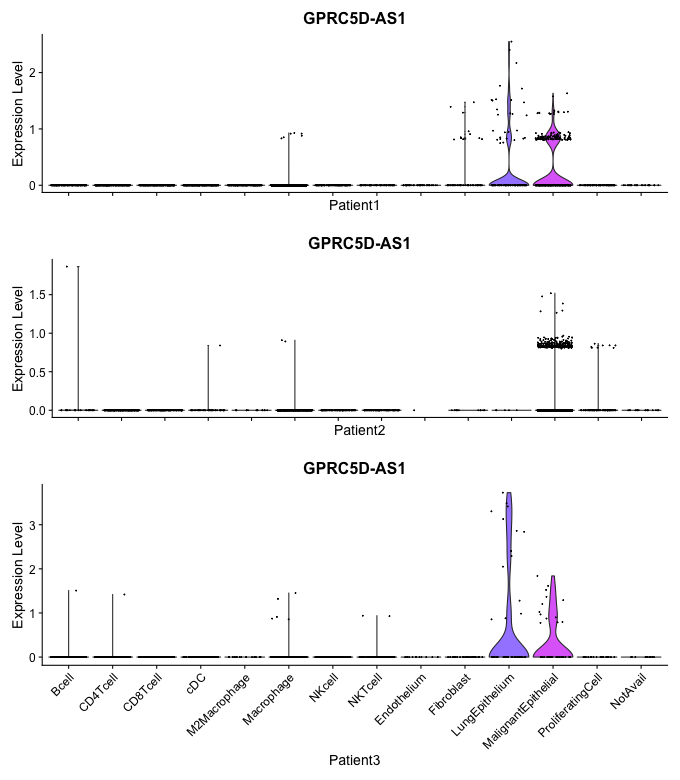 GPRC5D-AS1
Expression Level
2
1
0
Patient1
GPRC5D-AS1
Expression Level
1.5
1.0
0.5
0.0
Patient2
GPRC5D-AS1
Expression Level
3
2
1
0
Bcell
CD4Tcell
CD8Tcell
cDC
M2Macrophage
Macrophage
NKcell
NKTcell
Endothelium
Fibroblast
LungEpithelium
MalignantEpithelial
ProliferatingCell
NotAvail
Patient3